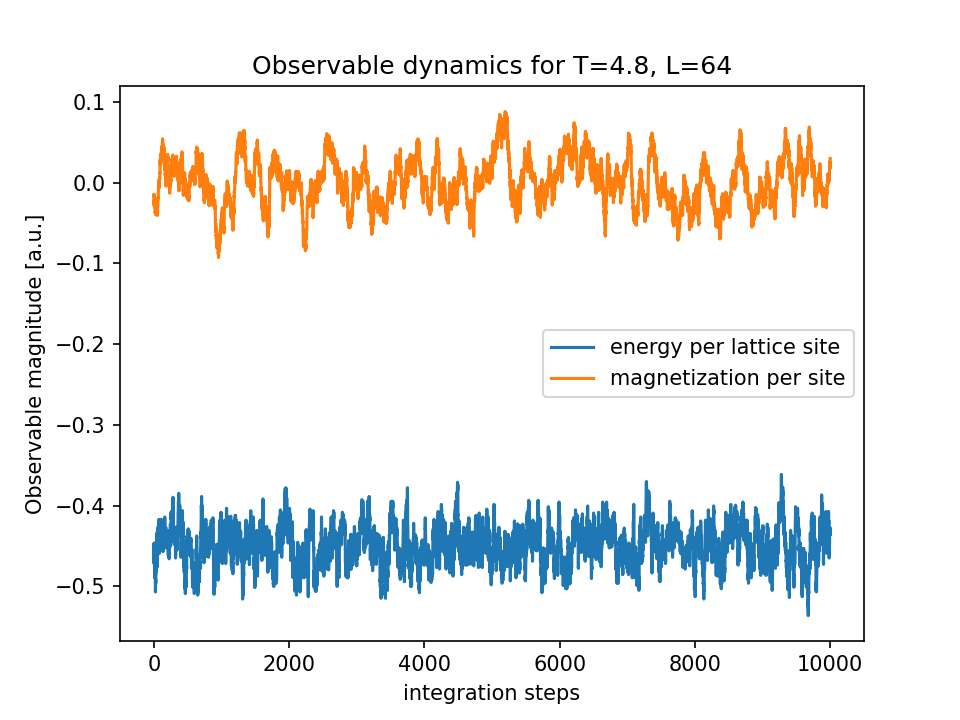 Observable dynamics for T=4.8, L=64
Observable magnitude [a.u.]
0.1
0.0
−0.1
−0.2
−0.3
−0.4
−0.5
energy per lattice site
magnetization per site
0 2000 4000 6000 8000 10000
integration steps